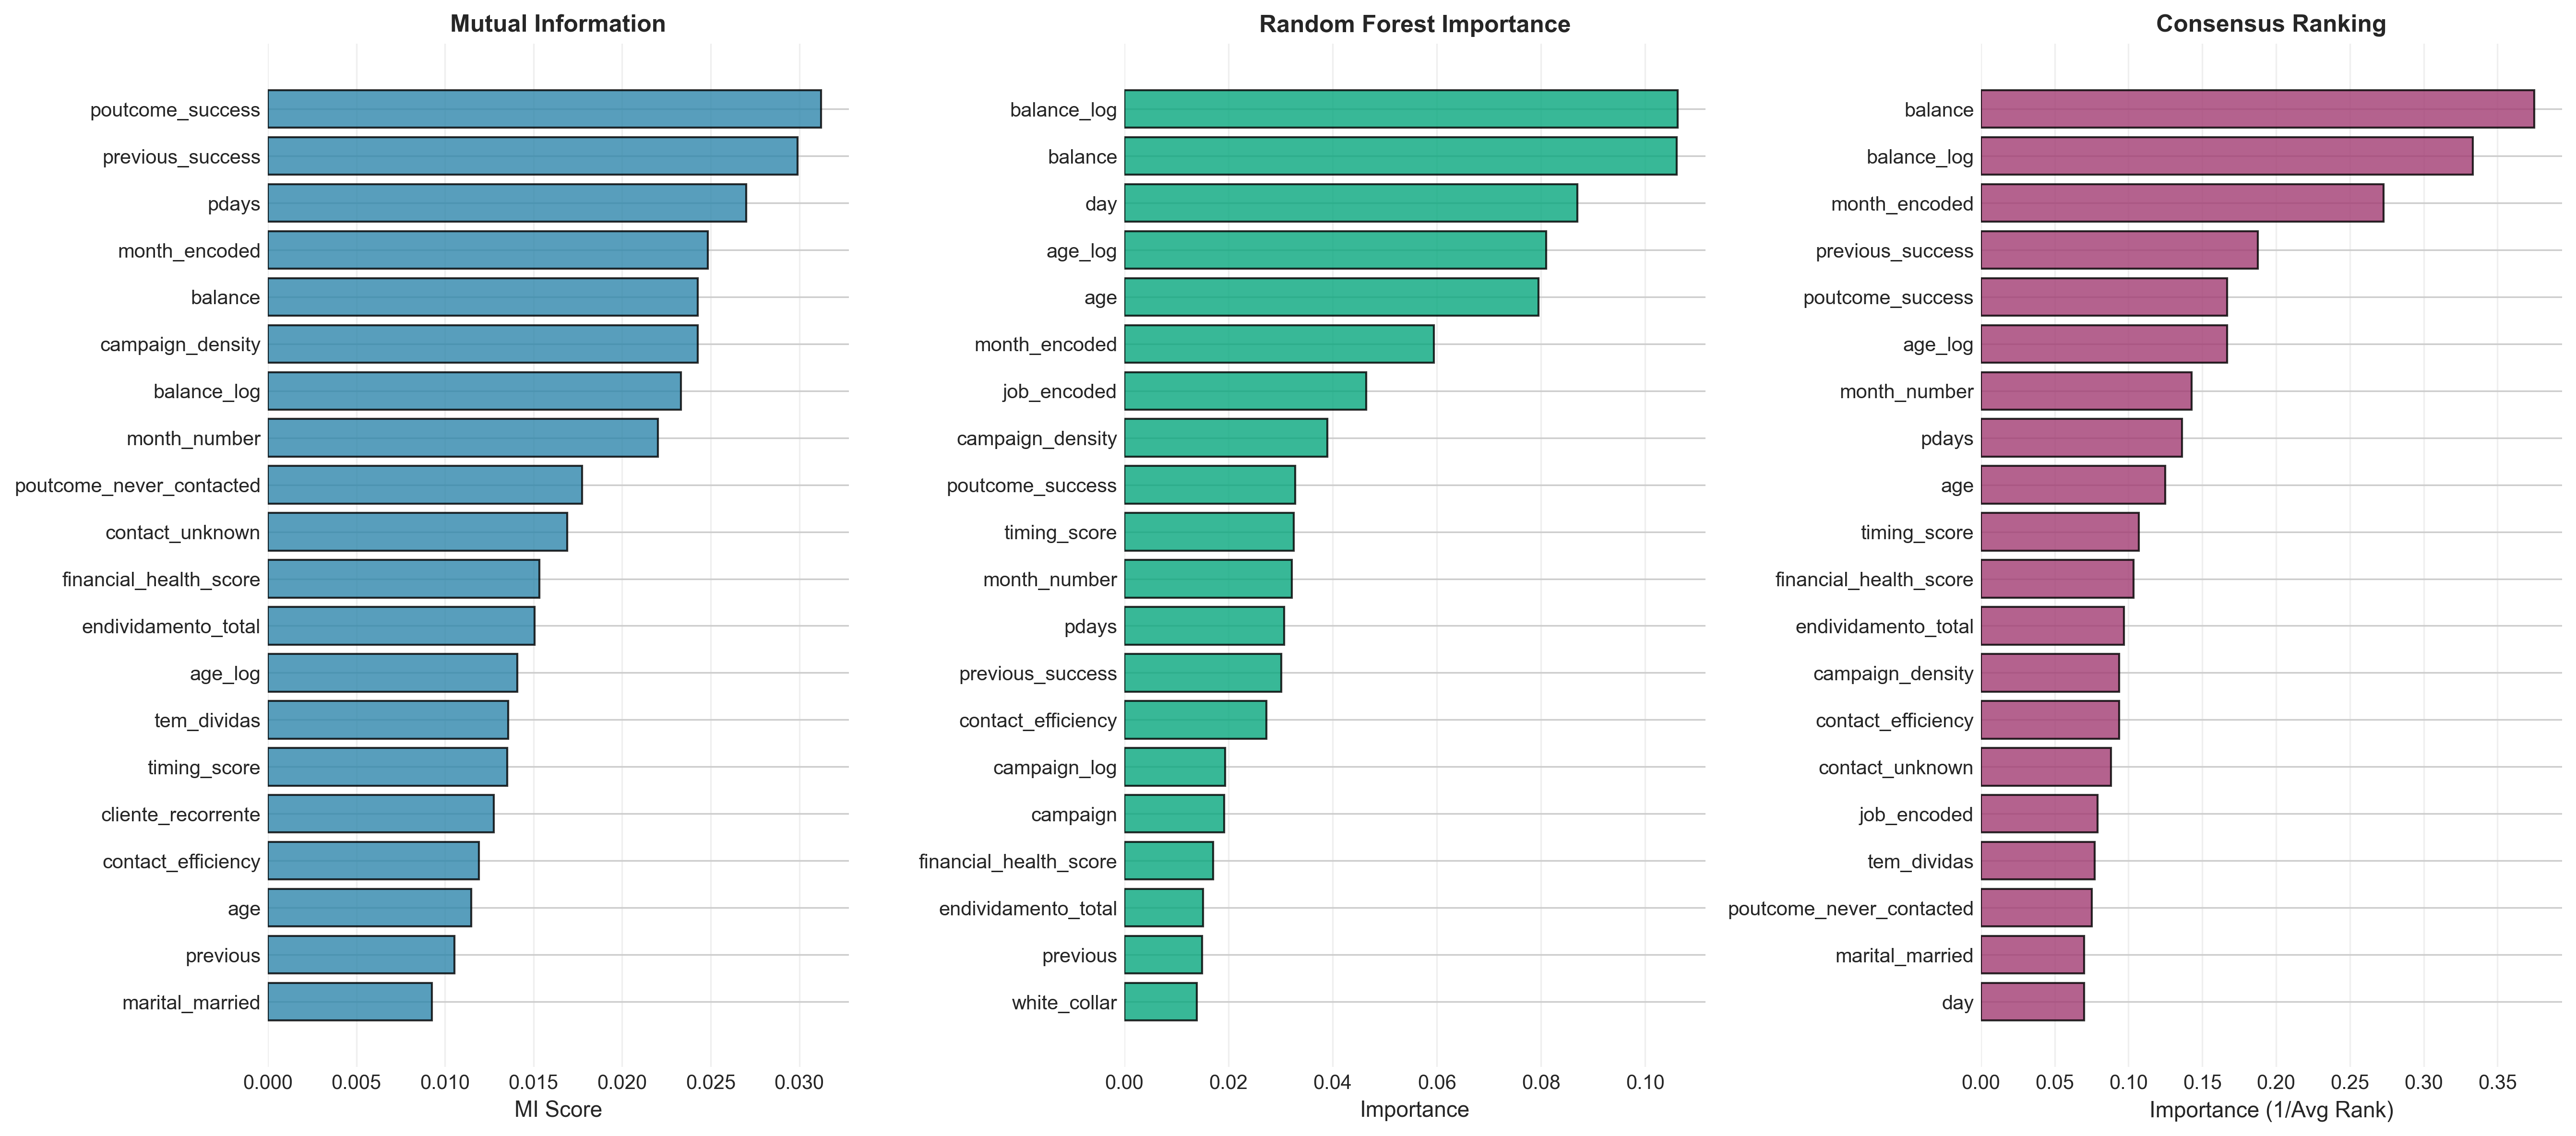 Mutual Information
poutcome_success
previous_success
pdays
month_encoded
balance
campaign_density
balance_log
month_number
poutcome_never_contacted
contact_unknown
financial_health_score
endividamento_total
age_log
tem_dividas
timing_score
cliente_recorrente
contact_efficiency
age
previous
marital_married
0.000 0.005 0.010 0.015 0.020 0.025 0.030
MI Score
Random Forest Importance
balance_log
balance
day
age_log
age
month_encoded
job_encoded
campaign_density
poutcome_success
timing_score
month_number
pdays
previous_success
contact_efficiency
campaign_log
campaign
financial_health_score
endividamento_total
previous
white_collar
0.00 0.02 0.04 0.06 0.08 0.10
Importance
Consensus Ranking
balance
balance_log
month_encoded
previous_success
poutcome_success
age_log
month_number
pdays
age
timing_score
financial_health_score
endividamento_total
campaign_density
contact_efficiency
contact_unknown
job_encoded
tem_dividas
poutcome_never_contacted
marital_married
day
0.00 0.05 0.10 0.15 0.20 0.25 0.30 0.35
Importance (1/Avg Rank)